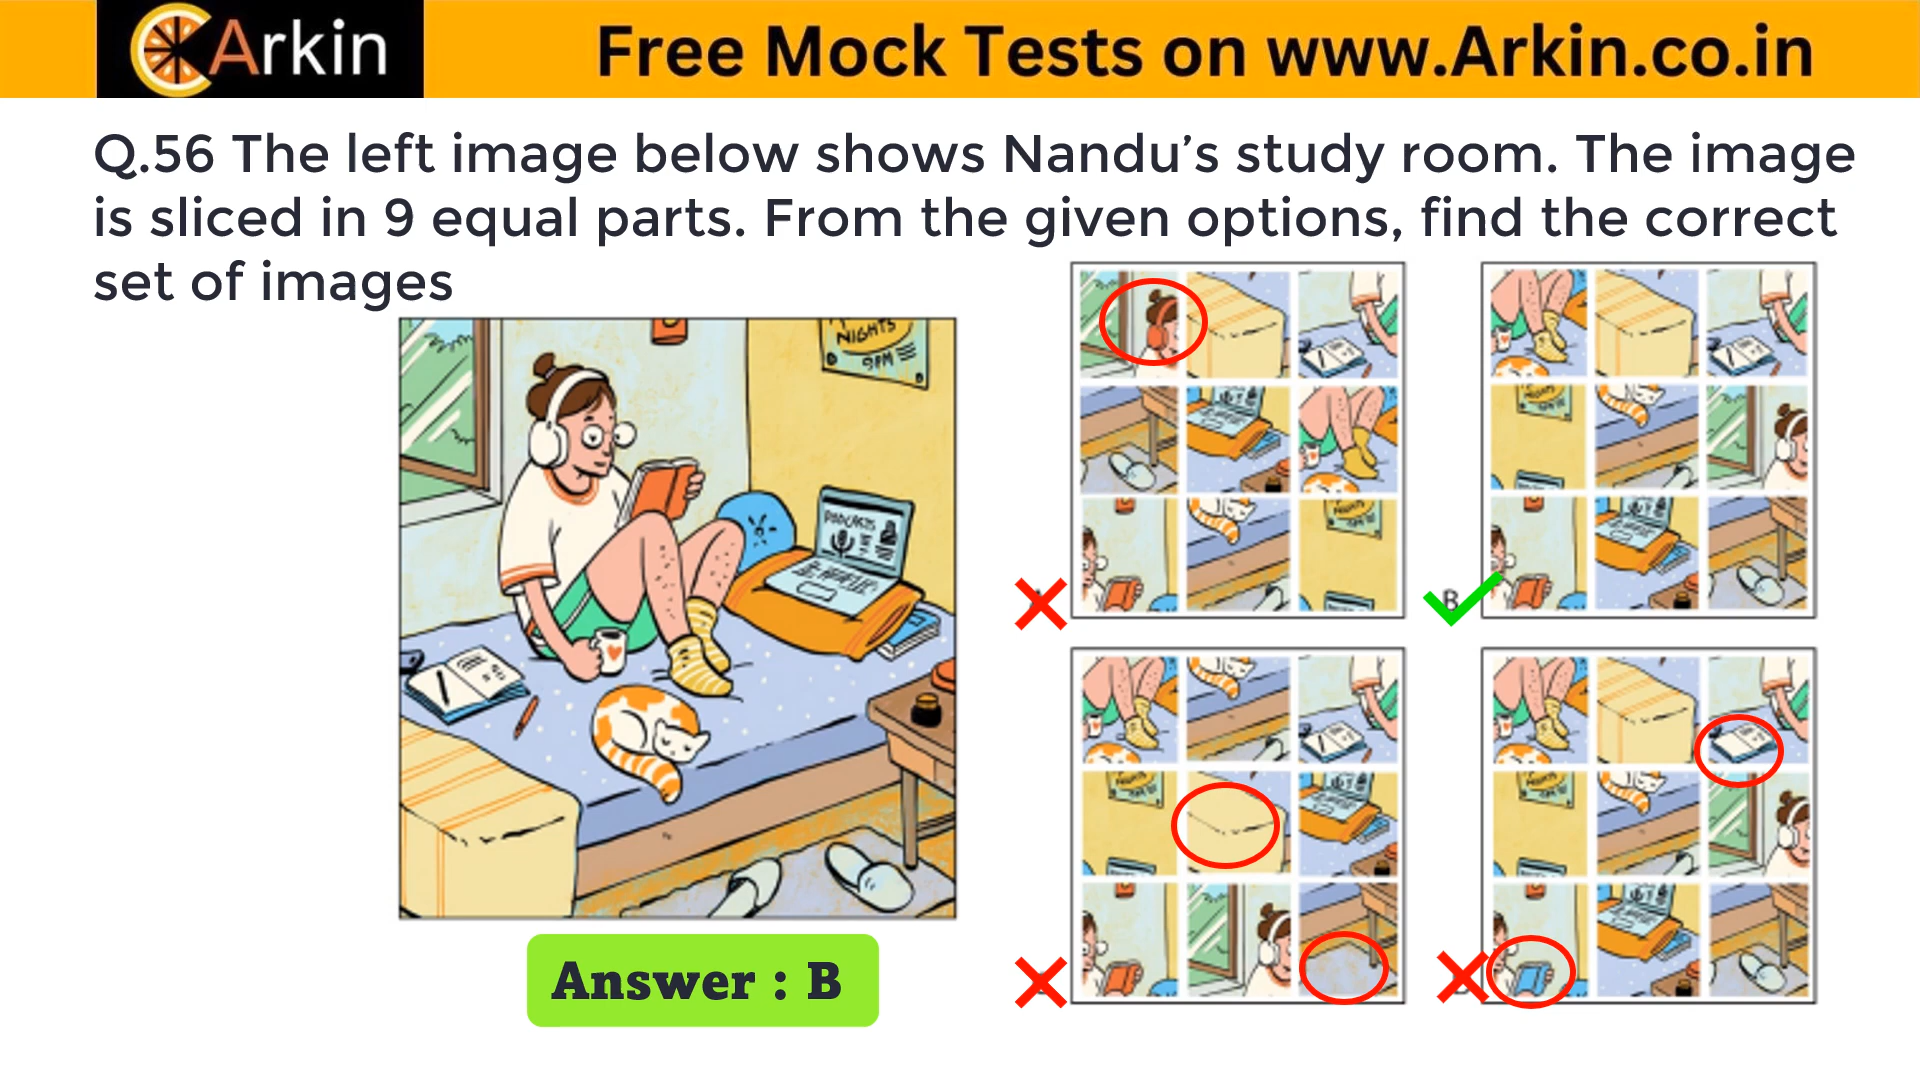 Arkin
Free Mock Tests on www.Arkin.co.in
Q.56 The left image below shows Nandu’s study room. The image
is sliced in 9 equal parts. From the given options, find the correct
set of images
NIGHTS
9PM
PODCASTS
B
Answer : B